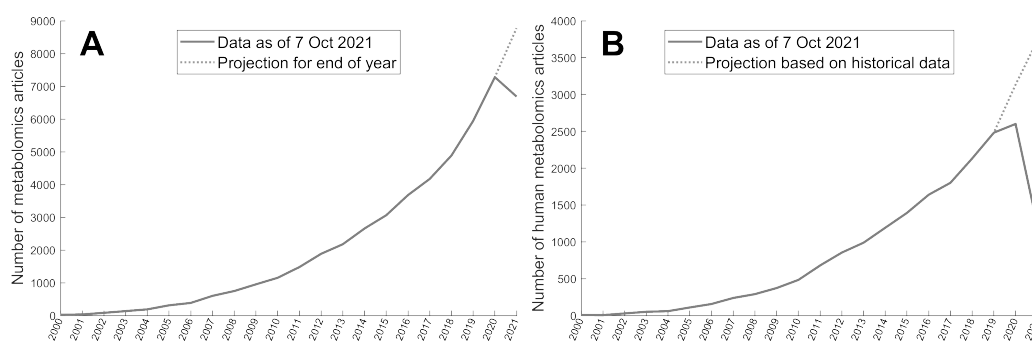 A
Data as of 7 Oct 2021
Projection for end of year
Number of metabolomics articles
9000
8000
7000
6000
5000
4000
3000
2000
1000
0
2000 2001 2002 2003 2004 2005 2006 2007 2008 2009 2010 2011 2012 2013 2014 2015 2016 2017 2018 2019 2020 2021
B
Data as of 7 Oct 2021
Projection based on historical data
Number of human metabolomics articles
4000
3500
3000
2500
2000
1500
1000
500
0
2000 2001 2002 2003 2004 2005 2006 2007 2008 2009 2010 2011 2012 2013 2014 2015 2016 2017 2018 2019 2020